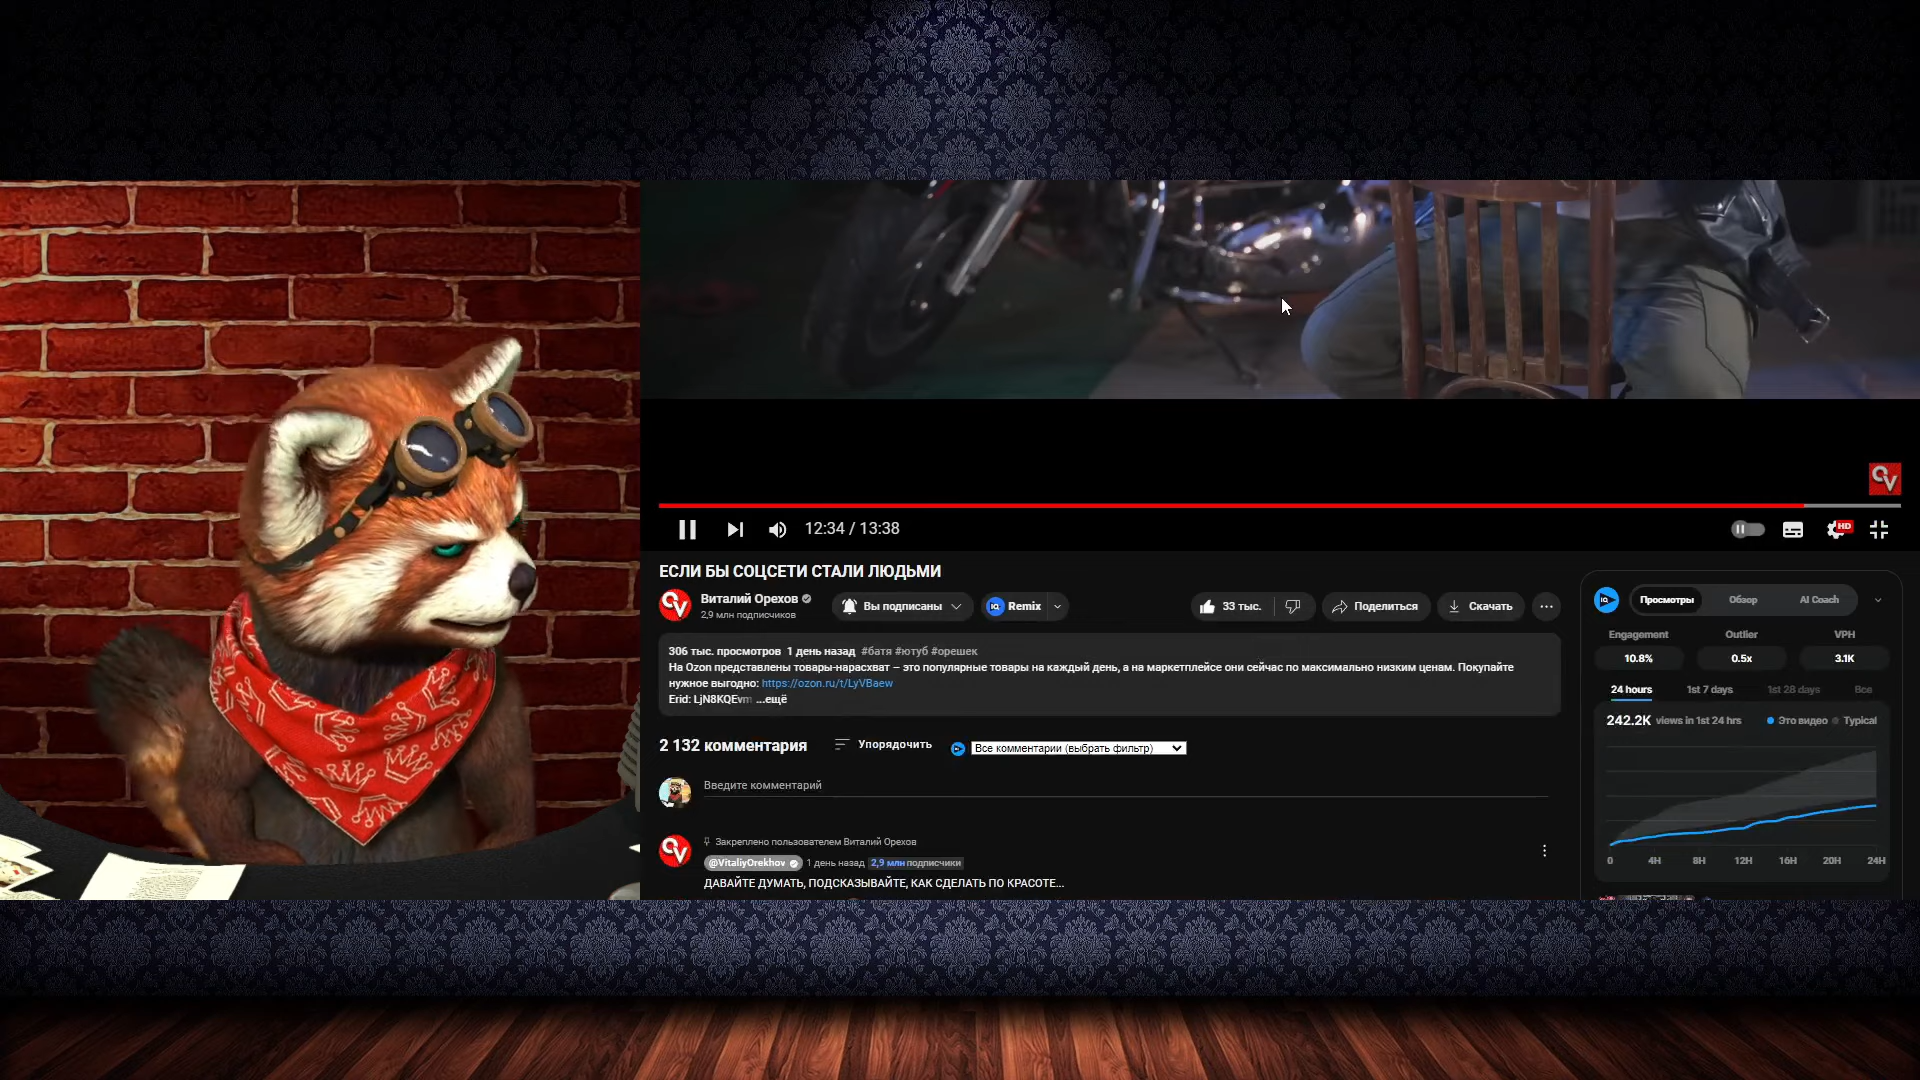 12:34 / 13:38
HD
ЕСЛИ БЫ СОЦСЕТИ СТАЛИ ЛЮДЬМИ
Виталий Орехов
2,9 млн подписчиков
Вы подписаны
IQ Remix
33 тыс.
Поделиться
Скачать
306 тыс. просмотров 1 день назад #батя #ютуб #орешек
На Ozon представлены товары-нарасхват – это популярные товары на каждый день, а на маркетплейсе они сейчас по максимально низким ценам. Покупайте
нужное выгодно: https://ozon.ru/t/LyVBaew
Erid: LjN8KQEvm ...ещё
2 132 комментария
Упорядочить
Все комментарии (выбрать фильтр)
Введите комментарий
Закреплено пользователем Виталий Орехов
@VitaliyOrekhov 1 день назад 2,9 млн подписчики
ДАВАЙТЕ ДУМАТЬ, ПОДСКАЗЫВАЙТЕ, КАК СДЕЛАТЬ ПО КРАСОТЕ...
IQ
Просмотры Обзор AI Coach
Engagement Outlier VPH
10.8% 0.5x 3.1K
24 hours 1st 7 days 1st 28 days Все
242.2K views in 1st 24 hrs Это видео Typical
0 4H 8H 12H 16H 20H 24H